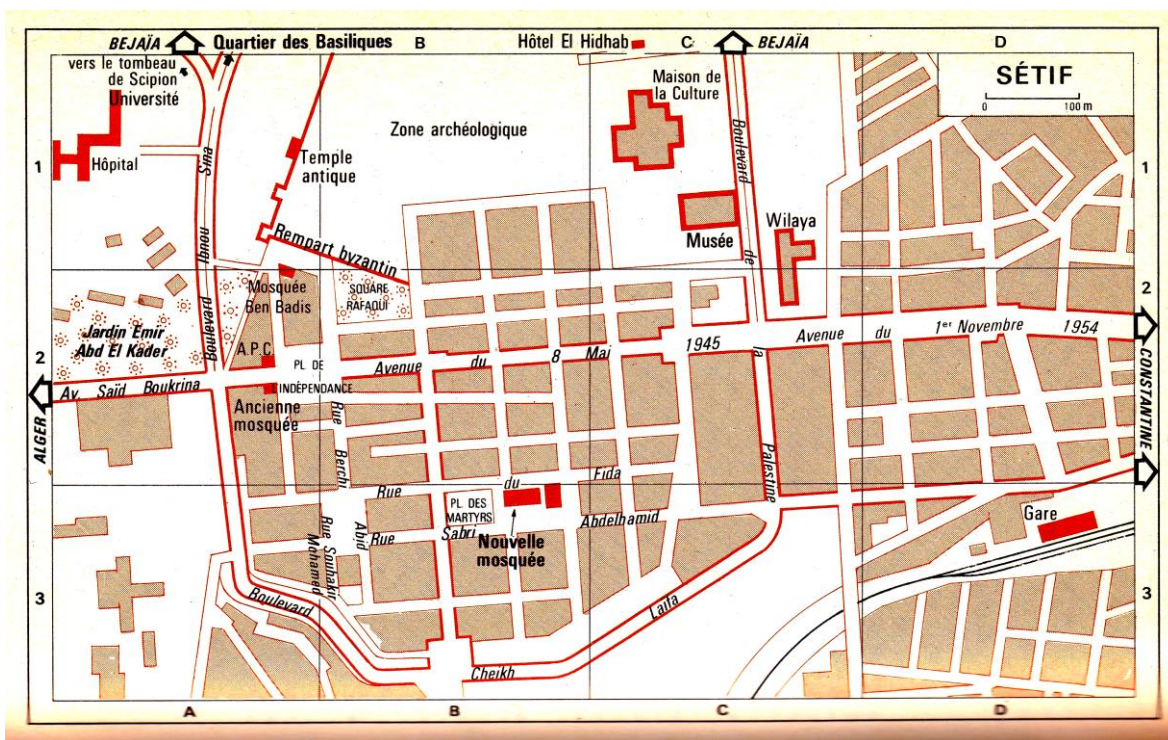 BEJAÏA
Quartier des Basiliques
B
Hôtel El Hidhab
C
BEJAÏA
D
vers le tombeau
de Scipion
Université
Maison de
la Culture
SÉTIF
0 100 m
Zone archéologique
Hôpital
Temple
antique
1
1
Boulevard Ibnou Sina
Rempart byzantin
Musée
Wilaya
Boulevard de la Palestine
Mosquée
Ben Badis
SQUARE
RAFAOUI
2
Jardin Emir
Abd El Kader
A.P.C.
PL DE
L'INDÉPENDANCE
Avenue du 8 Mai 1945
Avenue du 1er Novembre 1954
2
Av. Saïd Boukrina
ALGER
CONSTANTINE
Ancienne
mosquée
Rue Berchi
Rue du Fida
PL DES
MARTYRS
Rue Sabri Abdelhamid
Abid
Rue Souhakir
Mohamed
Nouvelle
mosquée
Gare
3
3
Boulevard Cheikh Laifa
A
B
C
D